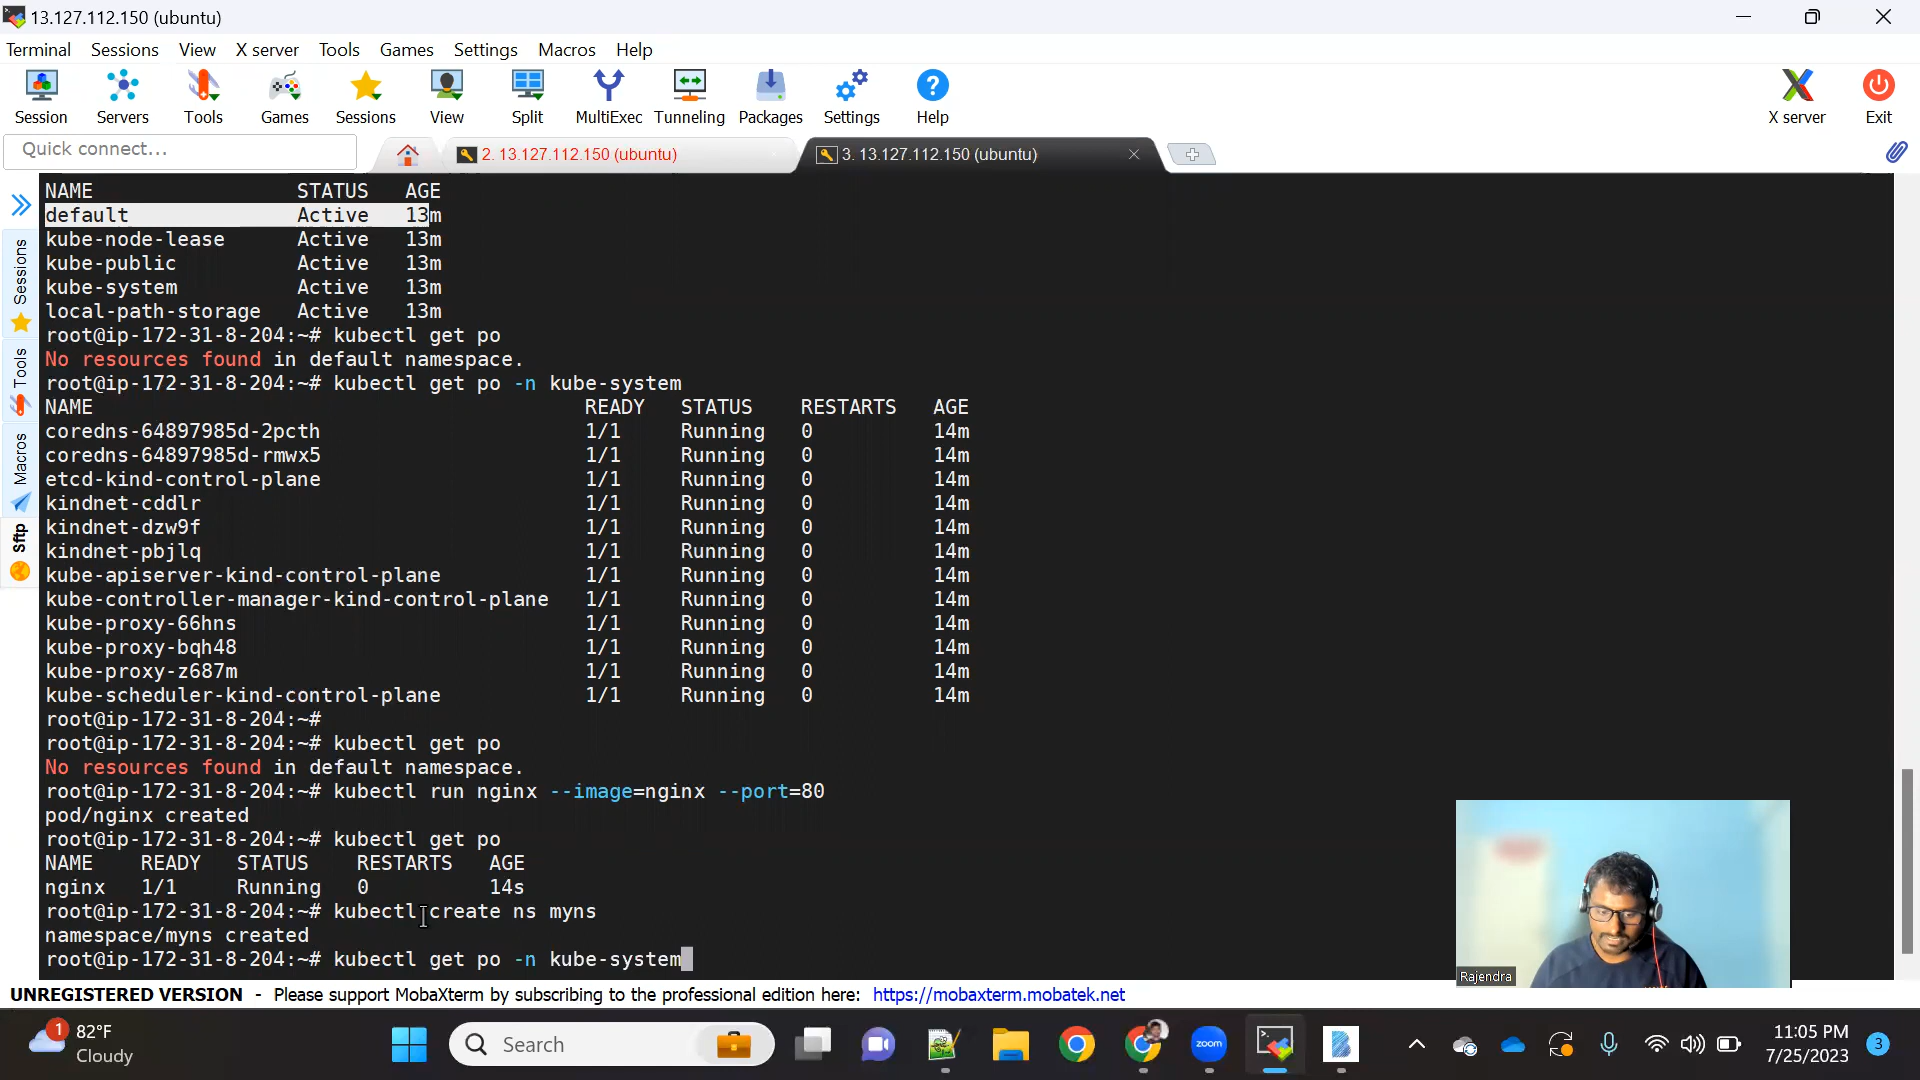 13.127.112.150 (ubuntu)
Terminal Sessions View X server Tools Games Settings Macros Help
Session Servers Tools Games Sessions View Split MultiExec Tunneling Packages Settings Help X server Exit
Quick connect... 2. 13.127.112.150 (ubuntu) 3. 13.127.112.150 (ubuntu)
Sessions
Tools
Macros
Sftp
NAME STATUS AGE
default Active 13m
kube-node-lease Active 13m
kube-public Active 13m
kube-system Active 13m
local-path-storage Active 13m
root@ip-172-31-8-204:~# kubectl get po
No resources found in default namespace.
root@ip-172-31-8-204:~# kubectl get po -n kube-system
NAME READY STATUS RESTARTS AGE
coredns-64897985d-2pcth 1/1 Running 0 14m
coredns-64897985d-rmwx5 1/1 Running 0 14m
etcd-kind-control-plane 1/1 Running 0 14m
kindnet-cddlr 1/1 Running 0 14m
kindnet-dzw9f 1/1 Running 0 14m
kindnet-pbjlq 1/1 Running 0 14m
kube-apiserver-kind-control-plane 1/1 Running 0 14m
kube-controller-manager-kind-control-plane 1/1 Running 0 14m
kube-proxy-66hns 1/1 Running 0 14m
kube-proxy-bqh48 1/1 Running 0 14m
kube-proxy-z687m 1/1 Running 0 14m
kube-scheduler-kind-control-plane 1/1 Running 0 14m
root@ip-172-31-8-204:~#
root@ip-172-31-8-204:~# kubectl get po
No resources found in default namespace.
root@ip-172-31-8-204:~# kubectl run nginx --image=nginx --port=80
pod/nginx created
root@ip-172-31-8-204:~# kubectl get po
NAME READY STATUS RESTARTS AGE
nginx 1/1 Running 0 14s
root@ip-172-31-8-204:~# kubectl create ns myns
namespace/myns created
root@ip-172-31-8-204:~# kubectl get po -n kube-system
Rajendra
UNREGISTERED VERSION - Please support MobaXterm by subscribing to the professional edition here: https://mobaxterm.mobatek.net
1 82°F
Cloudy
Search
zoom
11:05 PM
7/25/2023
3